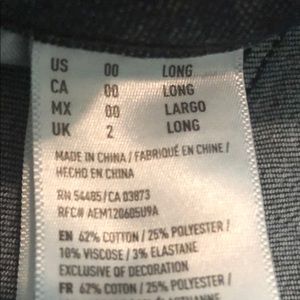 US 00 LONG
CA 00 LONG
MX 00 LARGO
UK 2 LONG
MADE IN CHINA / FABRIQUÉ EN CHINE /
HECHO EN CHINA
RN 54485/CA 03873
RFC# AEM120605U9A
EN 62% COTTON / 25% POLYESTER /
10% VISCOSE / 3% ELASTANE
EXCLUSIVE OF DECORATION
FR 62% COTON / 25% POLYESTER /